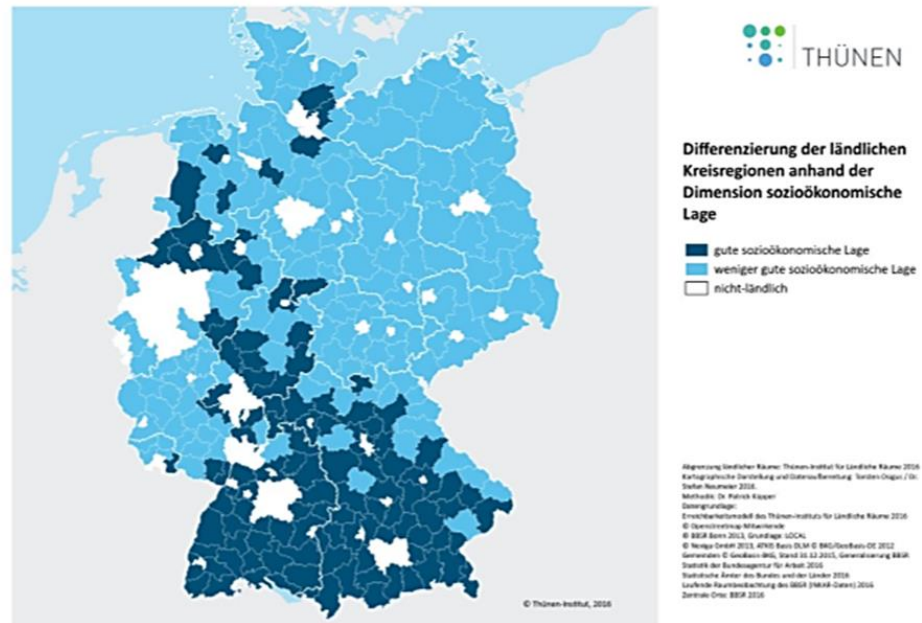 THÜNEN
Differenzierung der ländlichen
Kreisregionen anhand der
Dimension sozioökonomische
Lage
gute sozioökonomische Lage
weniger gute sozioökonomische Lage
nicht-ländlich
Abgrenzung ländlicher Räume: Thünen-Institut für Ländliche Räume 2016
Kartographische Darstellung und Datenaufbereitung: Torsten Osigus / Dr.
Stefan Neumeier 2016.
Methodik: Dr. Patrick Küpper
Datengrundlage:
Erreichbarkeitsmodell des Thünen-Instituts für Ländliche Räume 2016
© Openstreetmap Mitwirkende
© BBSR Bonn 2013, Grundlage: LOCAL
© Nexiga GmbH 2013, ATKIS Basis DLM © BKG/GeoBasis-DE 2012
Gemeinden © GeoBasis-BKG, Stand 31.12.2015, Generalisierung BBSR
Statistik der Bundesagentur für Arbeit 2016
Statistische Ämter des Bundes und der Länder 2016
Laufende Raumbeobachtung des BBSR (INKAR-Daten) 2016
Zentrale Orte: BBSR 2016
© Thünen-Institut, 2016